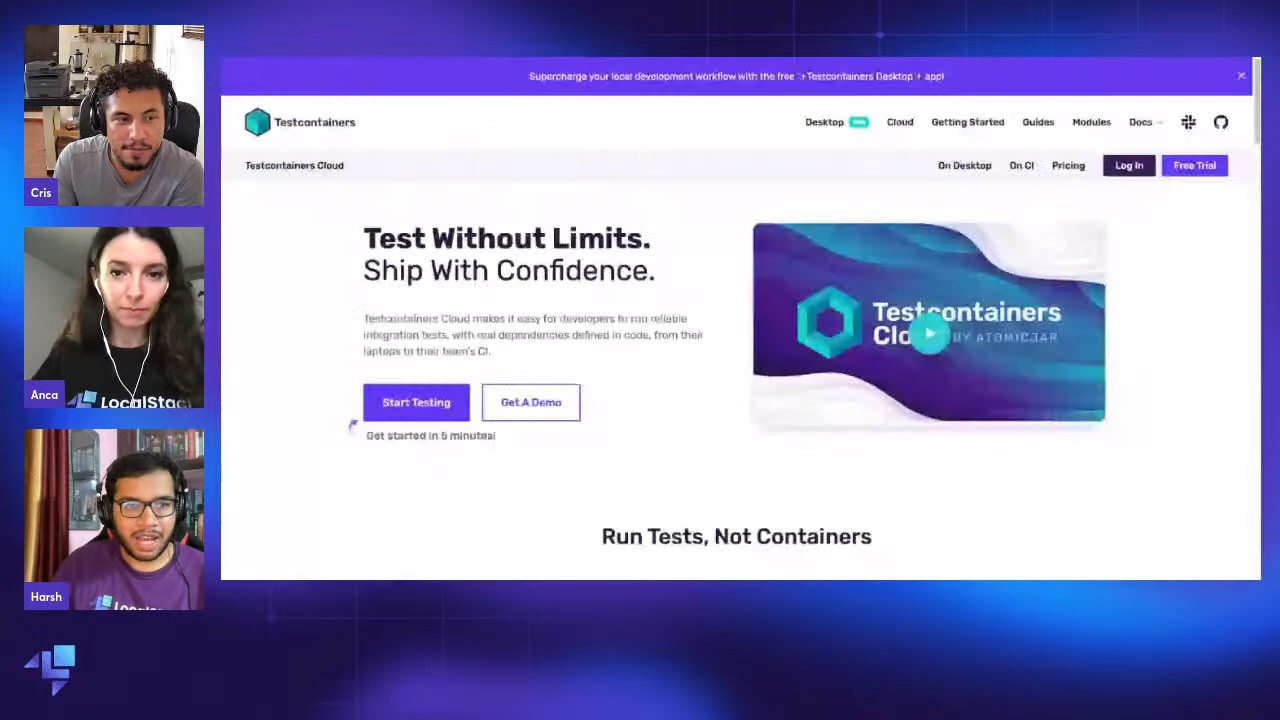 Cris
Anca
LocalStac
Harsh
Supercharge your local development workflow with the free ✨Testcontainers Desktop✨ app!
Testcontainers
Desktop
Cloud
Getting Started
Guides
Modules
Docs
Testcontainers Cloud
On Desktop
On CI
Pricing
Log In
Free Trial
Test Without Limits.
Ship With Confidence.
Testcontainers Cloud makes it easy for developers to run reliable
integration tests, with real dependencies defined in code, from their
laptops to their team's CI.
Start Testing
Get A Demo
Get started in 5 minutes!
Testcontainers
BY ATOMICJAR
Run Tests, Not Containers